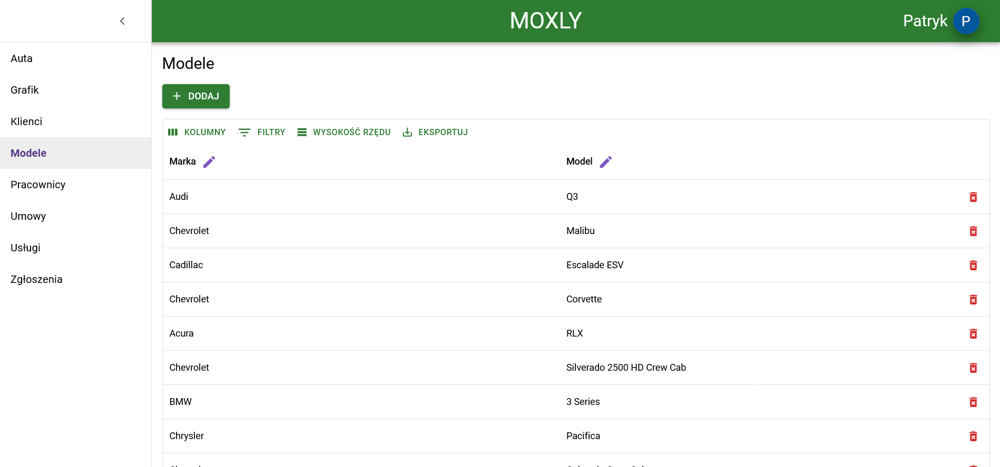 MOXLY
Patryk P
Auta
Grafik
Klienci
Modele
Pracownicy
Umowy
Usługi
Zgłoszenia
Modele
DODAJ
KOLUMNY FILTRY WYSOKOŚĆ RZĘDU EKSPORTUJ
Marka Model
Audi Q3
Chevrolet Malibu
Cadillac Escalade ESV
Chevrolet Corvette
Acura RLX
Chevrolet Silverado 2500 HD Crew Cab
BMW 3 Series
Chrysler Pacifica